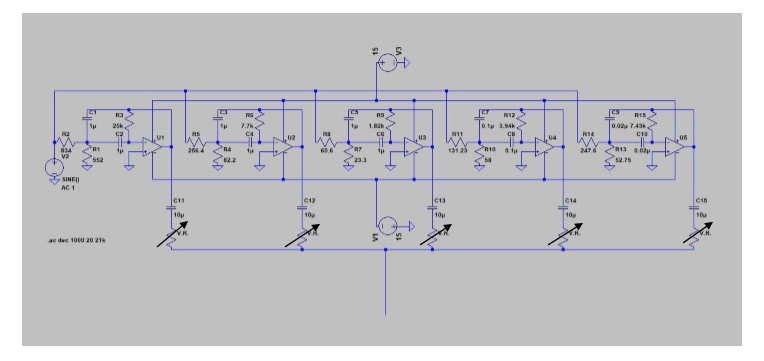 15
V3
C1
1µ
R3
25k
C2
1µ
U1
R2
834
R1
552
V2
SINE()
AC 1
C3
1µ
R6
7.7k
C4
1µ
U2
R5
256.4
R4
82.2
C5
1µ
R9
1.82k
C6
1µ
U3
R8
60.6
R7
23.3
C7
0.1µ
R12
3.94k
C8
0.1µ
U4
R11
131.23
R10
58
C9
0.02µ
R15
7.43k
C10
0.02µ
U5
R14
247.6
R13
52.75
C11
10µ
V.R.
C12
10µ
V.R.
V1
15
C13
10µ
V.R.
C14
10µ
V.R.
C15
10µ
V.R.
.ac dec 1000 20 21k